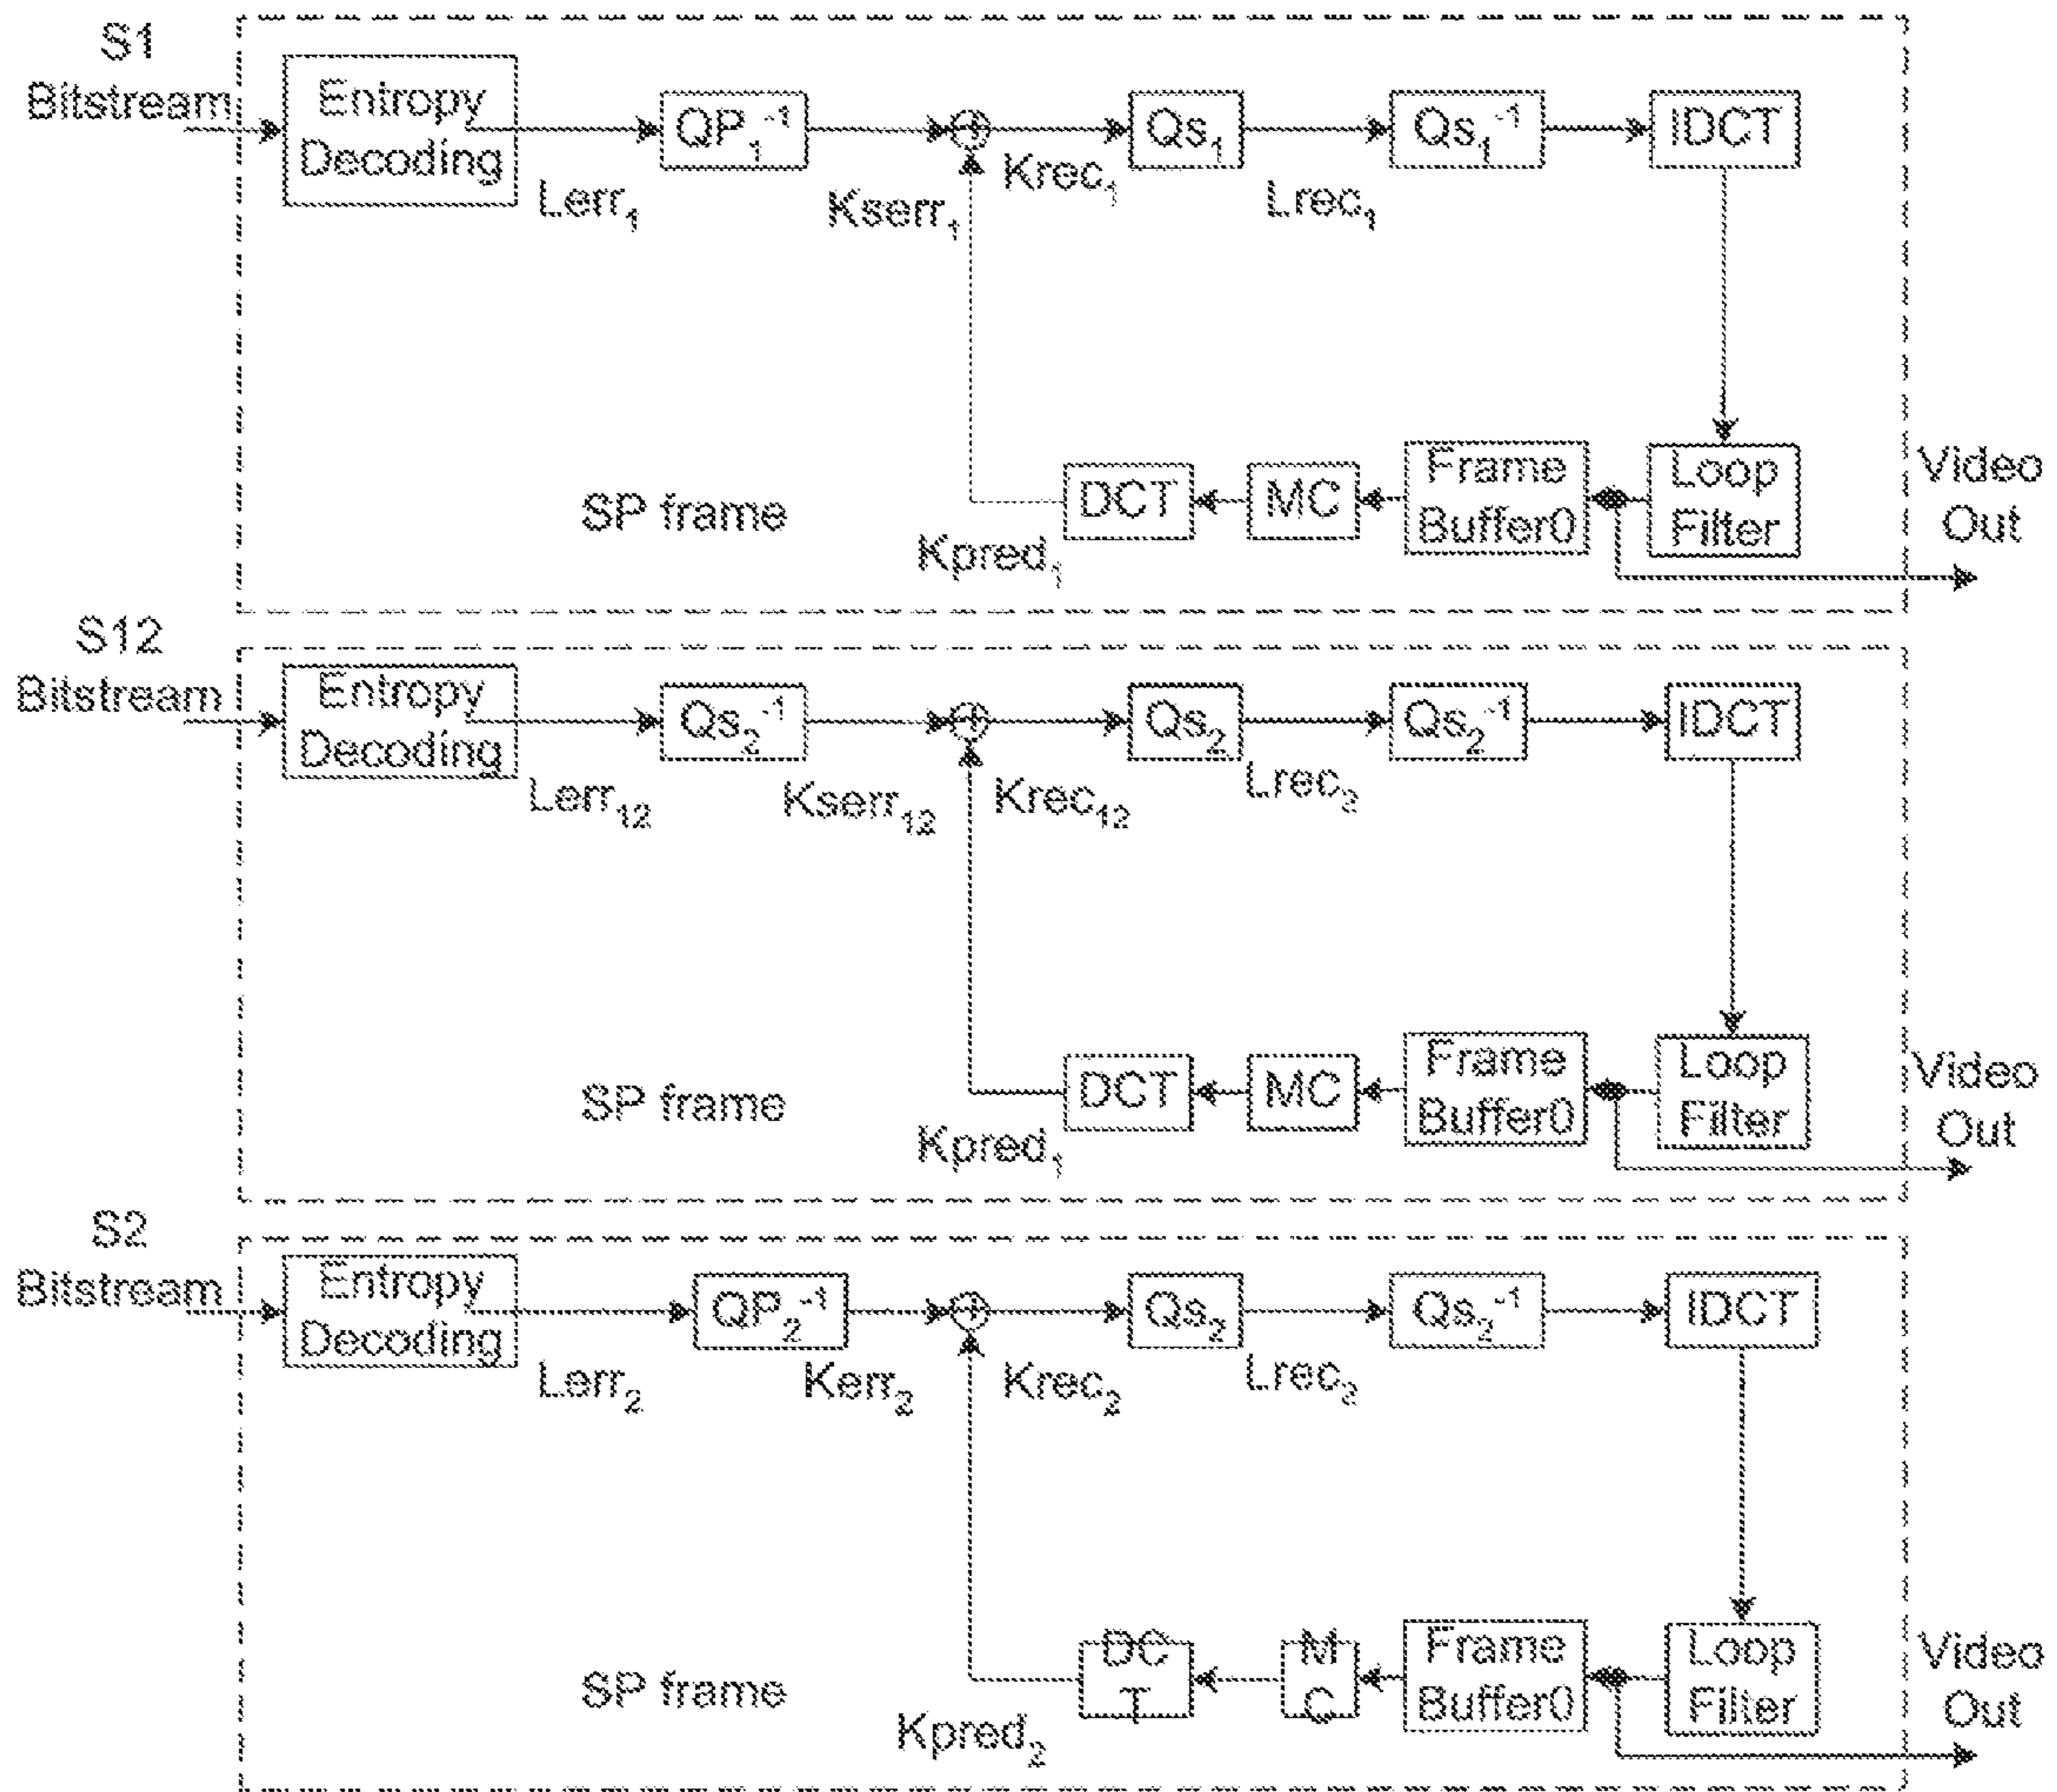 S1
Bitstream
Entropy
Decoding
Lerr₁
QP₁⁻¹
Kserr₁
Krec₁
Qs₁
Lrec₁
Qs₁⁻¹
IDCT
SP frame
Kpred₁
DCT
MC
Frame
Buffer0
Loop
Filter
Video
Out
S12
Bitstream
Entropy
Decoding
Lerr₁₂
Qs₂⁻¹
Kserr₁₂
Krec₁₂
Qs₂
Lrec₂
Qs₂⁻¹
IDCT
SP frame
Kpred₁
DCT
MC
Frame
Buffer0
Loop
Filter
Video
Out
S2
Bitstream
Entropy
Decoding
Lerr₂
QP₂⁻¹
Kerr₂
Krec₂
Qs₂
Lrec₂
Qs₂⁻¹
IDCT
SP frame
Kpred₂
DC
T
M
C
Frame
Buffer0
Loop
Filter
Video
Out